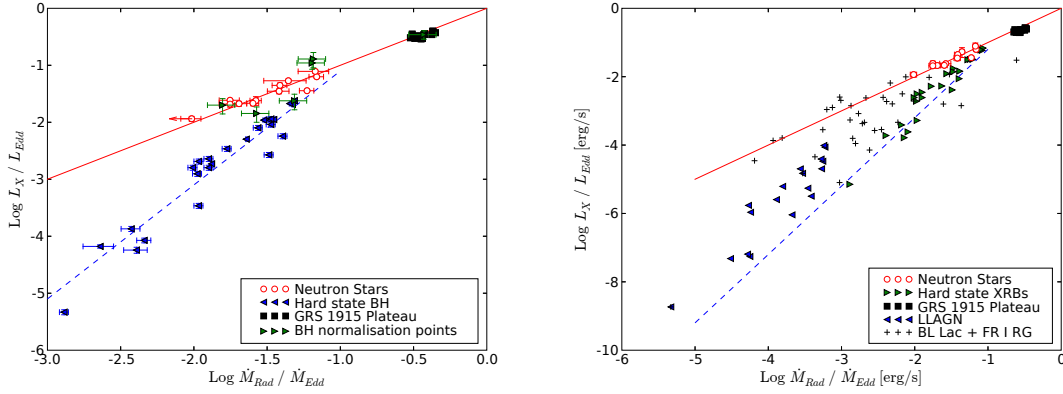 0
-1
-2
-3
-4
-5
-6
-3.0
-2.5
-2.0
-1.5
-1.0
-0.5
0.0
Log L_X / L_Edd
Log Ṁ_Rad / Ṁ_Edd
Neutron Stars
Hard state BH
GRS 1915 Plateau
BH normalisation points
0
-2
-4
-6
-8
-10
-6
-5
-4
-3
-2
-1
0
Log L_X / L_Edd [erg/s]
Log Ṁ_Rad / Ṁ_Edd [erg/s]
Neutron Stars
Hard state XRBs
GRS 1915 Plateau
LLAGN
BL Lac + FR I RG